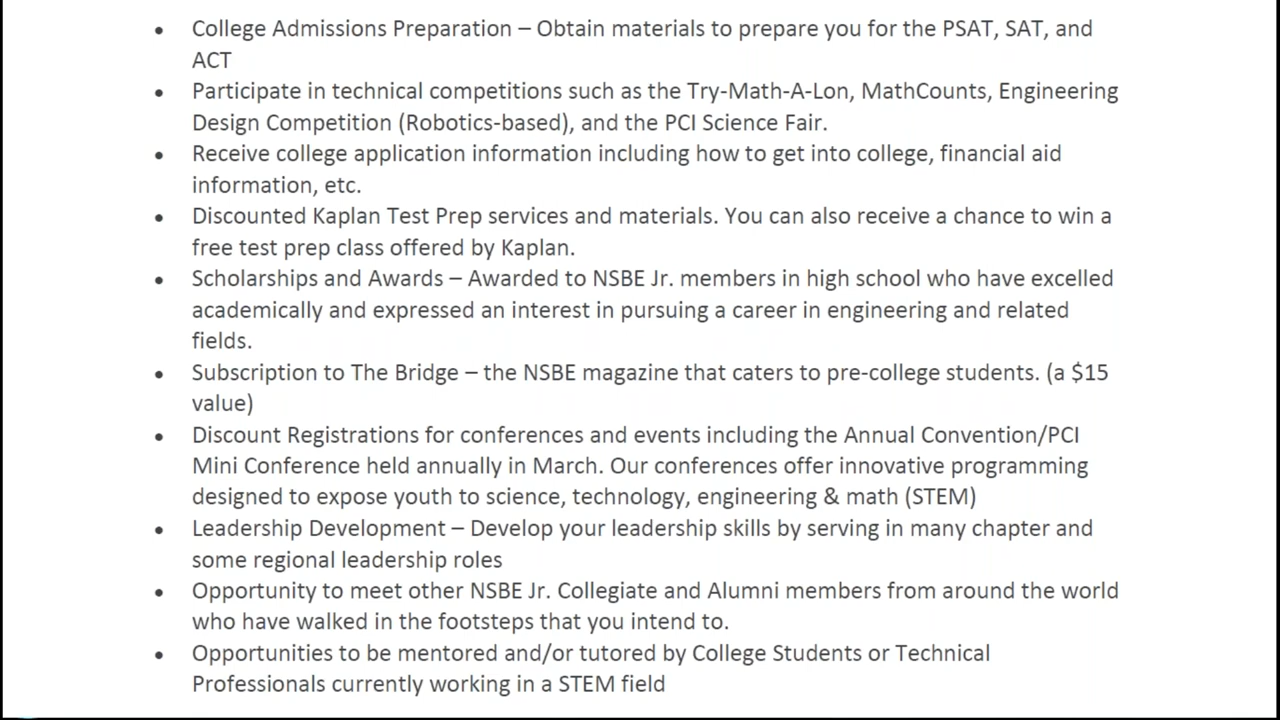 • College Admissions Preparation – Obtain materials to prepare you for the PSAT, SAT, and
ACT
• Participate in technical competitions such as the Try-Math-A-Lon, MathCounts, Engineering
Design Competition (Robotics-based), and the PCI Science Fair.
• Receive college application information including how to get into college, financial aid
information, etc.
• Discounted Kaplan Test Prep services and materials. You can also receive a chance to win a
free test prep class offered by Kaplan.
• Scholarships and Awards – Awarded to NSBE Jr. members in high school who have excelled
academically and expressed an interest in pursuing a career in engineering and related
fields.
• Subscription to The Bridge – the NSBE magazine that caters to pre-college students. (a $15
value)
• Discount Registrations for conferences and events including the Annual Convention/PCI
Mini Conference held annually in March. Our conferences offer innovative programming
designed to expose youth to science, technology, engineering & math (STEM)
• Leadership Development – Develop your leadership skills by serving in many chapter and
some regional leadership roles
• Opportunity to meet other NSBE Jr. Collegiate and Alumni members from around the world
who have walked in the footsteps that you intend to.
• Opportunities to be mentored and/or tutored by College Students or Technical
Professionals currently working in a STEM field